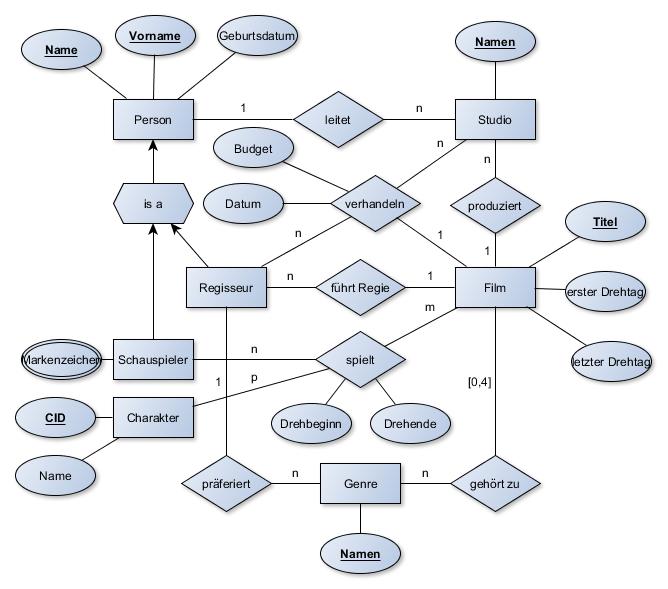 Name
Vorname
Geburtsdatum
Namen
Person
1
leitet
n
Studio
Budget
n
n
is a
Datum
verhandeln
produziert
Titel
n
1
1
Regisseur
n
führt Regie
1
Film
erster Drehtag
m
Markenzeichen
Schauspieler
n
spielt
letzter Drehtag
1
p
[0,4]
CID
Charakter
Drehbeginn
Drehende
Name
präferiert
n
Genre
n
gehört zu
Namen